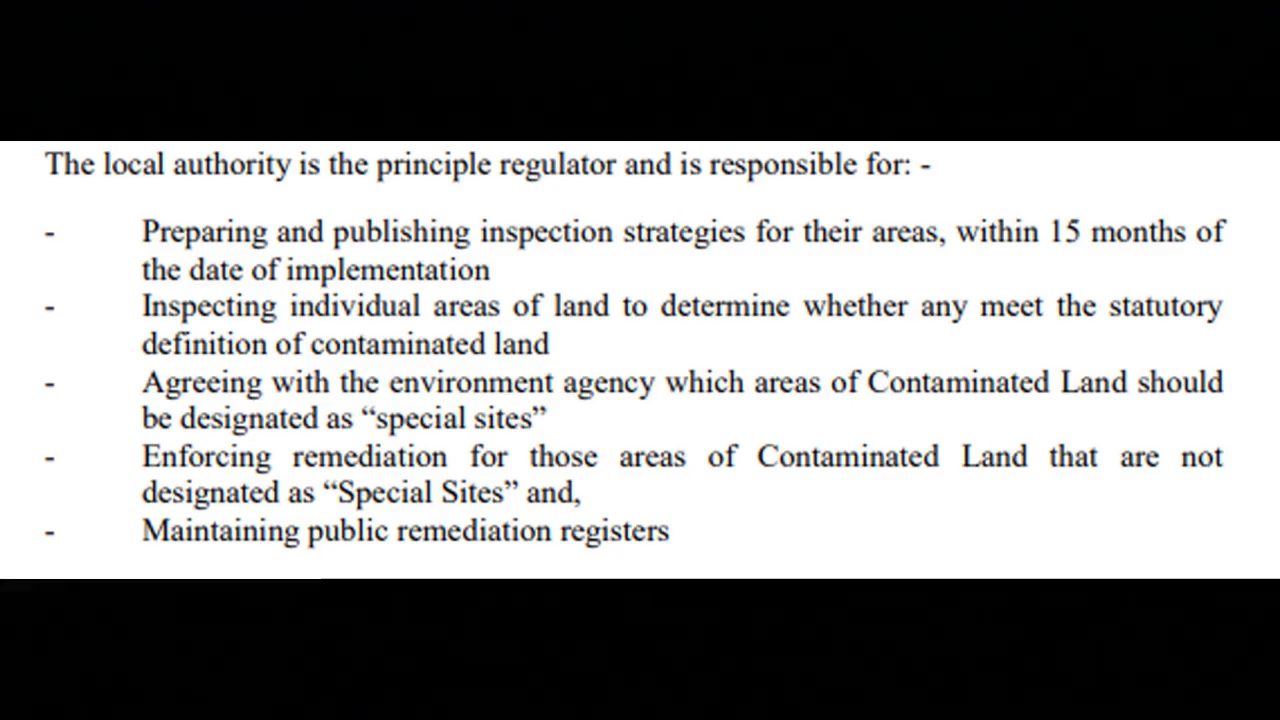 The local authority is the principle regulator and is responsible for: -
- Preparing and publishing inspection strategies for their areas, within 15 months of
the date of implementation
- Inspecting individual areas of land to determine whether any meet the statutory
definition of contaminated land
- Agreeing with the environment agency which areas of Contaminated Land should
be designated as “special sites”
- Enforcing remediation for those areas of Contaminated Land that are not
designated as “Special Sites” and,
- Maintaining public remediation registers